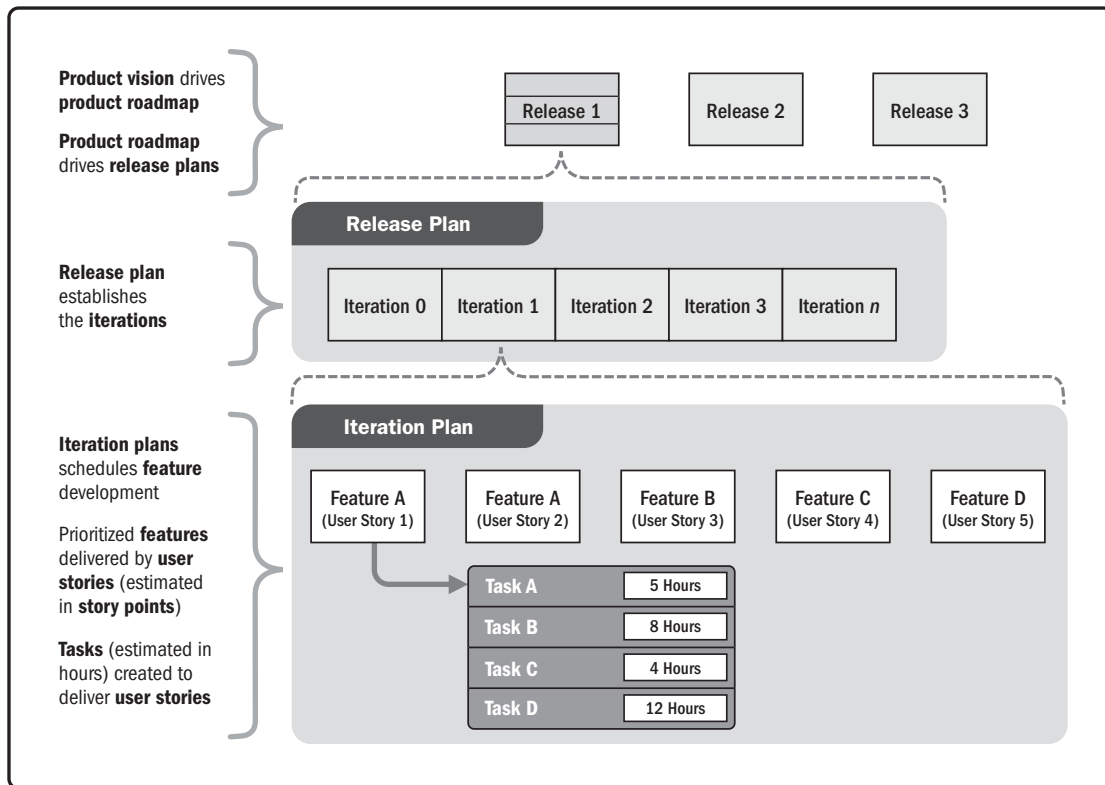 Product vision drives
product roadmap
Product roadmap
drives release plans
Release 1
Release 2
Release 3
Release Plan
Release plan
establishes
the iterations
Iteration 0
Iteration 1
Iteration 2
Iteration 3
Iteration n
Iteration Plan
Iteration plans
schedules feature
development
Prioritized features
delivered by user
stories (estimated
in story points)
Tasks (estimated in
hours) created to
deliver user stories
Feature A
(User Story 1)
Feature A
(User Story 2)
Feature B
(User Story 3)
Feature C
(User Story 4)
Feature D
(User Story 5)
Task A
5 Hours
Task B
8 Hours
Task C
4 Hours
Task D
12 Hours